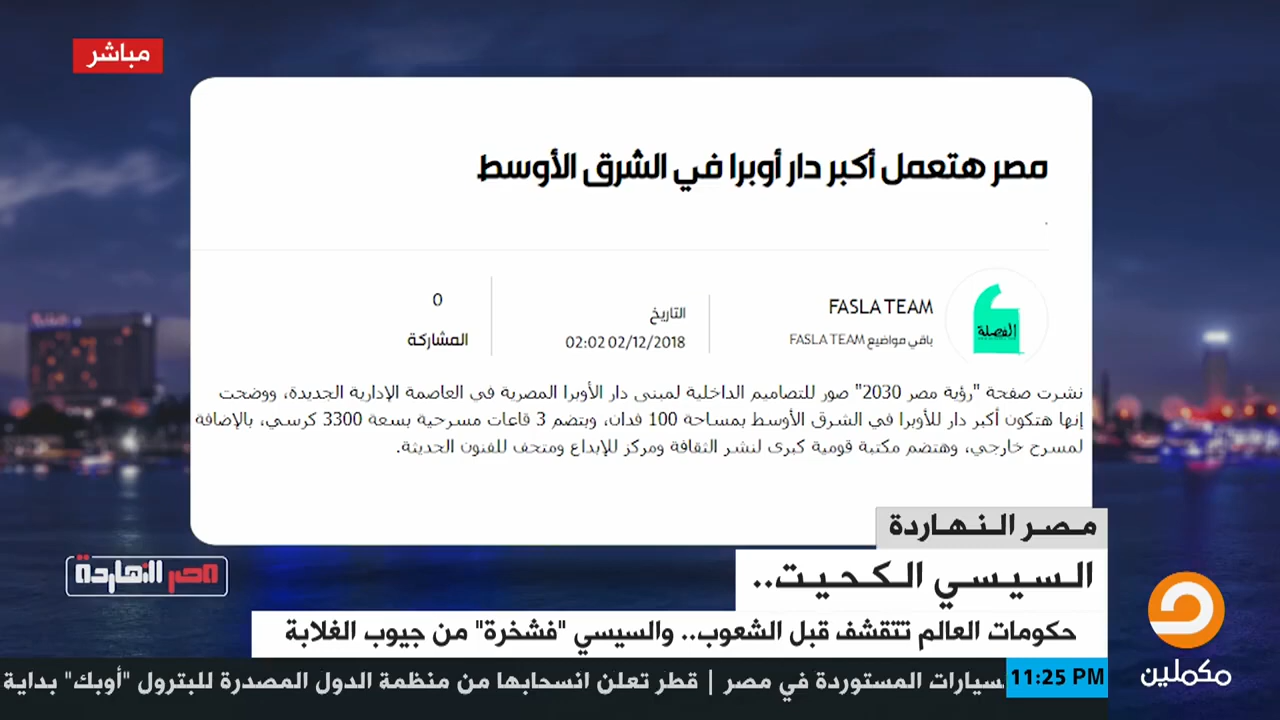 مباشر
مصر هتعمل أكبر دار أوبرا في الشرق الأوسط
.
FASLA TEAM
باقي مواضيع FASLA TEAM
الفصلة
التاريخ
02:02 02/12/2018
0
المشاركة
نشرت صفحة "رؤية مصر 2030" صور للتصاميم الداخلية لمبنى دار الأوبرا المصرية في العاصمة الإدارية الجديدة، ووضحت
إنها هتكون أكبر دار للأوبرا في الشرق الأوسط بمساحة 100 فدان، وبتضم 3 قاعات مسرحية بسعة 3300 كرسي، بالإضافة
لمسرح خارجي، وهتضم مكتبة قومية كبرى لنشر الثقافة ومركز للإبداع ومتحف للفنون الحديثة.
مصر النهاردة
مصر النهاردة
السيسي الكحيت..
حكومات العالم تتقشف قبل الشعوب.. والسيسي "فشخرة" من جيوب الغلابة
مكملين
11:25 PM
سيارات المستوردة في مصر | قطر تعلن انسحابها من منظمة الدول المصدرة للبترول "أوبك" بداية